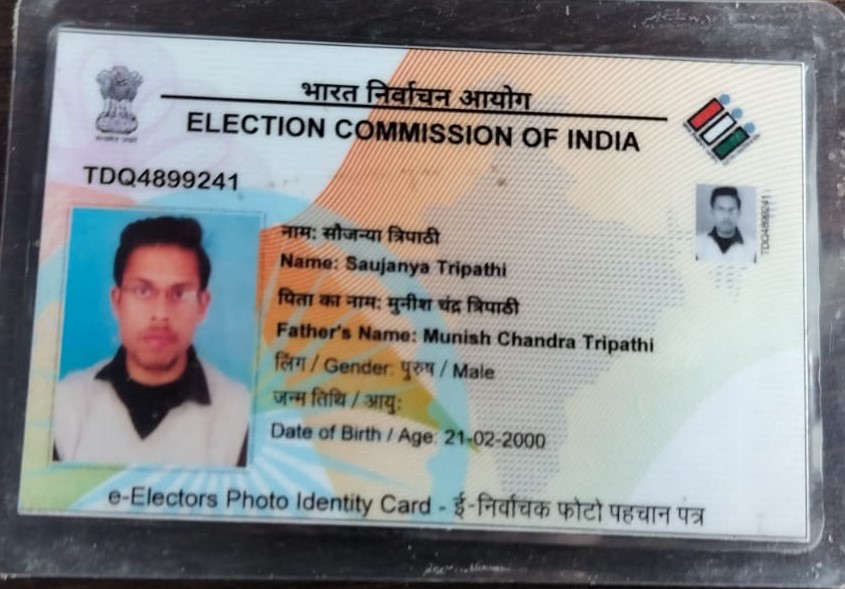 भारत निर्वाचन आयोग
ELECTION COMMISSION OF INDIA
TDQ4899241
TDQ4899241
नाम: सौजन्या त्रिपाठी
Name: Saujanya Tripathi
पिता का नाम: मुनीश चंद्र त्रिपाठी
Father's Name: Munish Chandra Tripathi
लिंग / Gender: पुरुष / Male
जन्म तिथि / आयु:
Date of Birth / Age: 21-02-2000
e-Electors Photo Identity Card - ई-निर्वाचक फोटो पहचान पत्र